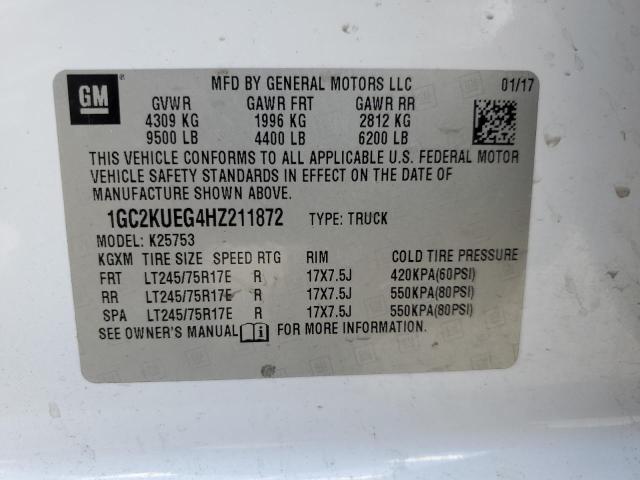 GM
MFD BY GENERAL MOTORS LLC 01/17
GVWR GAWR FRT GAWR RR
4309 KG 1996 KG 2812 KG
9500 LB 4400 LB 6200 LB
THIS VEHICLE CONFORMS TO ALL APPLICABLE U.S. FEDERAL MOTOR
VEHICLE SAFETY STANDARDS IN EFFECT ON THE DATE OF
MANUFACTURE SHOWN ABOVE.
1GC2KUEG4HZ211872 TYPE: TRUCK
MODEL: K25753
KGXM TIRE SIZE SPEED RTG RIM COLD TIRE PRESSURE
FRT LT245/75R17E R 17X7.5J 420KPA(60PSI)
RR LT245/75R17E R 17X7.5J 550KPA(80PSI)
SPA LT245/75R17E R 17X7.5J 550KPA(80PSI)
SEE OWNER'S MANUAL i FOR MORE INFORMATION.